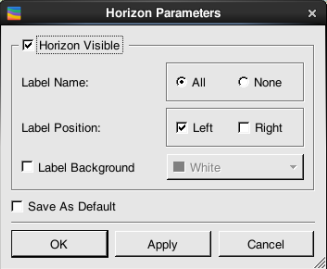 Horizon Parameters
Horizon Visible
Label Name: All None
Label Position: Left Right
Label Background White
Save As Default
OK Apply Cancel